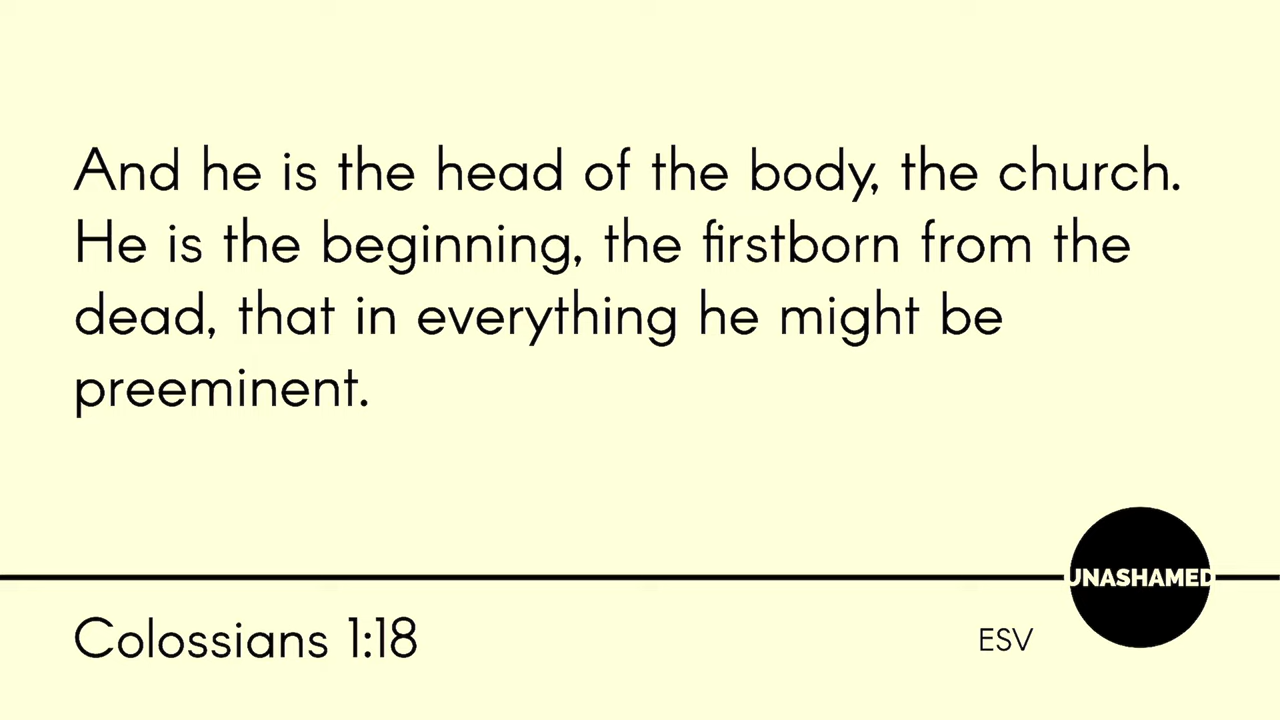 And he is the head of the body, the church.
He is the beginning, the firstborn from the
dead, that in everything he might be
preeminent.
UNASHAMED
Colossians 1:18
ESV